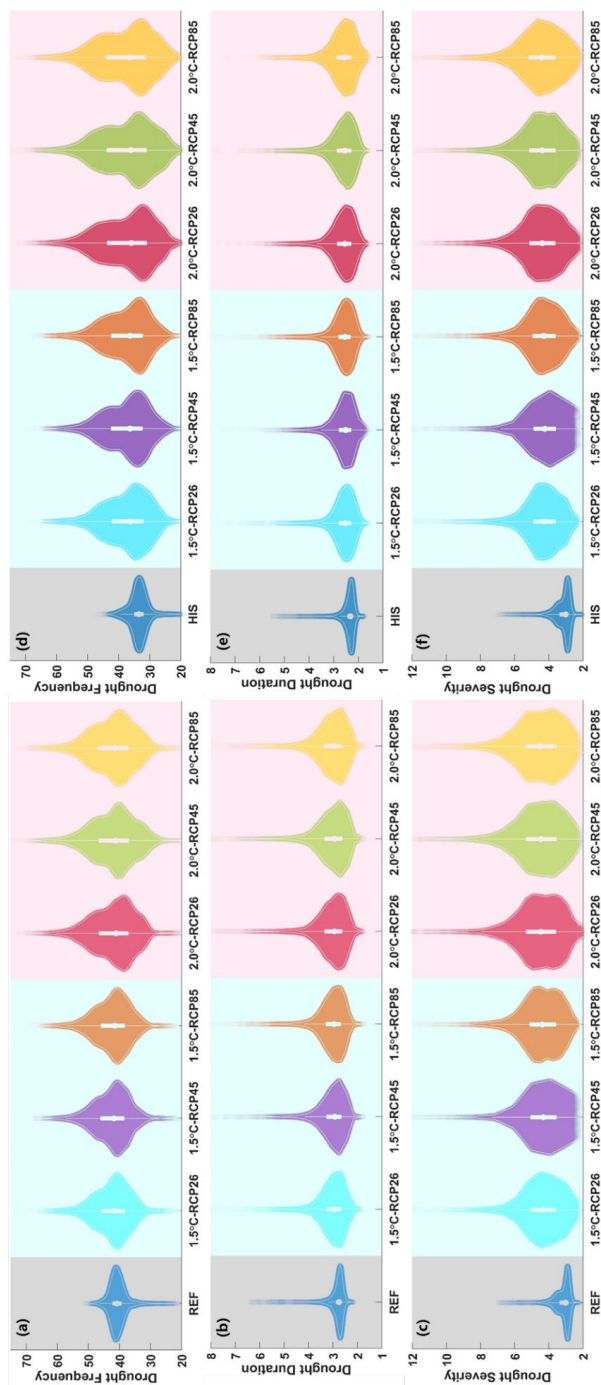 (a)
Drought Frequency
70
60
50
40
30
20
REF
1.5°C-RCP26
1.5°C-RCP45
1.5°C-RCP85
2.0°C-RCP26
2.0°C-RCP45
2.0°C-RCP85
(b)
Drought Duration
8
7
6
5
4
3
2
1
REF
1.5°C-RCP26
1.5°C-RCP45
1.5°C-RCP85
2.0°C-RCP26
2.0°C-RCP45
2.0°C-RCP85
(c)
Drought Severity
12
10
8
6
4
2
REF
1.5°C-RCP26
1.5°C-RCP45
1.5°C-RCP85
2.0°C-RCP26
2.0°C-RCP45
2.0°C-RCP85
(d)
Drought Frequency
70
60
50
40
30
20
HIS
1.5°C-RCP26
1.5°C-RCP45
1.5°C-RCP85
2.0°C-RCP26
2.0°C-RCP45
2.0°C-RCP85
(e)
Drought Duration
8
7
6
5
4
3
2
1
HIS
1.5°C-RCP26
1.5°C-RCP45
1.5°C-RCP85
2.0°C-RCP26
2.0°C-RCP45
2.0°C-RCP85
(f)
Drought Severity
12
10
8
6
4
2
HIS
1.5°C-RCP26
1.5°C-RCP45
1.5°C-RCP85
2.0°C-RCP26
2.0°C-RCP45
2.0°C-RCP85